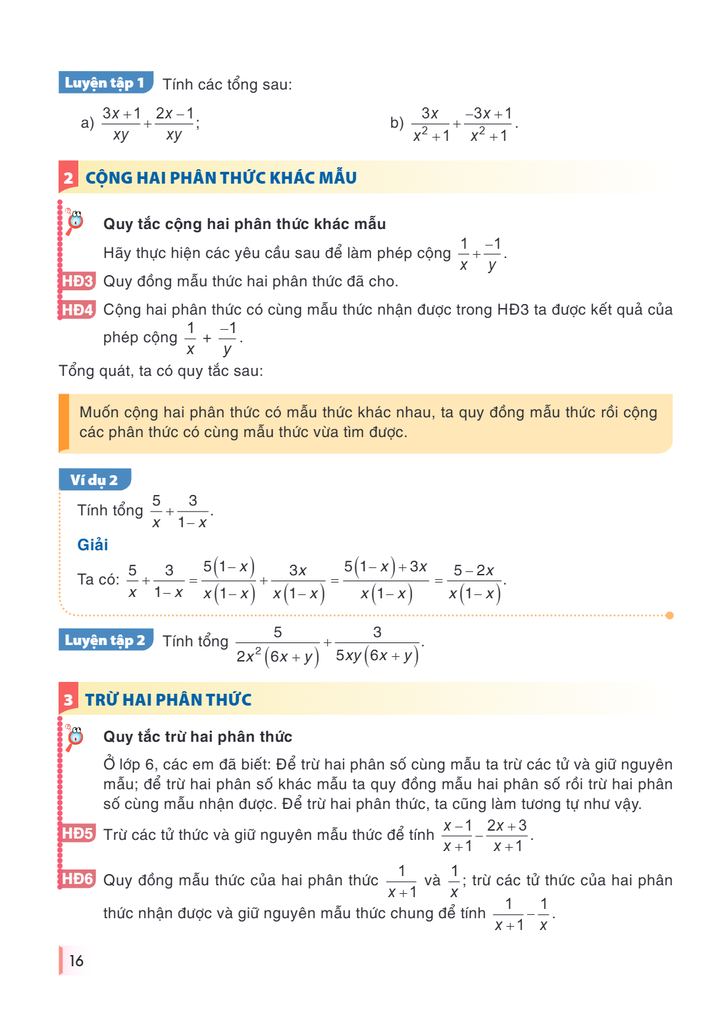 Luyện tập 1 Tính các tổng sau:
a) (3x + 1)/(xy) + (2x − 1)/(xy); b) 3x/(x² + 1) + (−3x + 1)/(x² + 1).
2 CỘNG HAI PHÂN THỨC KHÁC MẪU
Quy tắc cộng hai phân thức khác mẫu
Hãy thực hiện các yêu cầu sau để làm phép cộng 1/x + (−1)/y.
HĐ3 Quy đồng mẫu thức hai phân thức đã cho.
HĐ4 Cộng hai phân thức có cùng mẫu thức nhận được trong HĐ3 ta được kết quả của
phép cộng 1/x + (−1)/y.
Tổng quát, ta có quy tắc sau:
Muốn cộng hai phân thức có mẫu thức khác nhau, ta quy đồng mẫu thức rồi cộng
các phân thức có cùng mẫu thức vừa tìm được.
Ví dụ 2
Tính tổng 5/x + 3/(1 − x).
Giải
Ta có: 5/x + 3/(1 − x) = 5(1 − x)/(x(1 − x)) + 3x/(x(1 − x)) = (5(1 − x) + 3x)/(x(1 − x)) = (5 − 2x)/(x(1 − x)).
Luyện tập 2 Tính tổng 5/(2x²(6x + y)) + 3/(5xy(6x + y)).
3 TRỪ HAI PHÂN THỨC
Quy tắc trừ hai phân thức
Ở lớp 6, các em đã biết: Để trừ hai phân số cùng mẫu ta trừ các tử và giữ nguyên
mẫu; để trừ hai phân số khác mẫu ta quy đồng mẫu hai phân số rồi trừ hai phân
số cùng mẫu nhận được. Để trừ hai phân thức, ta cũng làm tương tự như vậy.
HĐ5 Trừ các tử thức và giữ nguyên mẫu thức để tính (x − 1)/(x + 1) − (2x + 3)/(x + 1).
HĐ6 Quy đồng mẫu thức của hai phân thức 1/(x + 1) và 1/x; trừ các tử thức của hai phân
thức nhận được và giữ nguyên mẫu thức chung để tính 1/(x + 1) − 1/x.
16